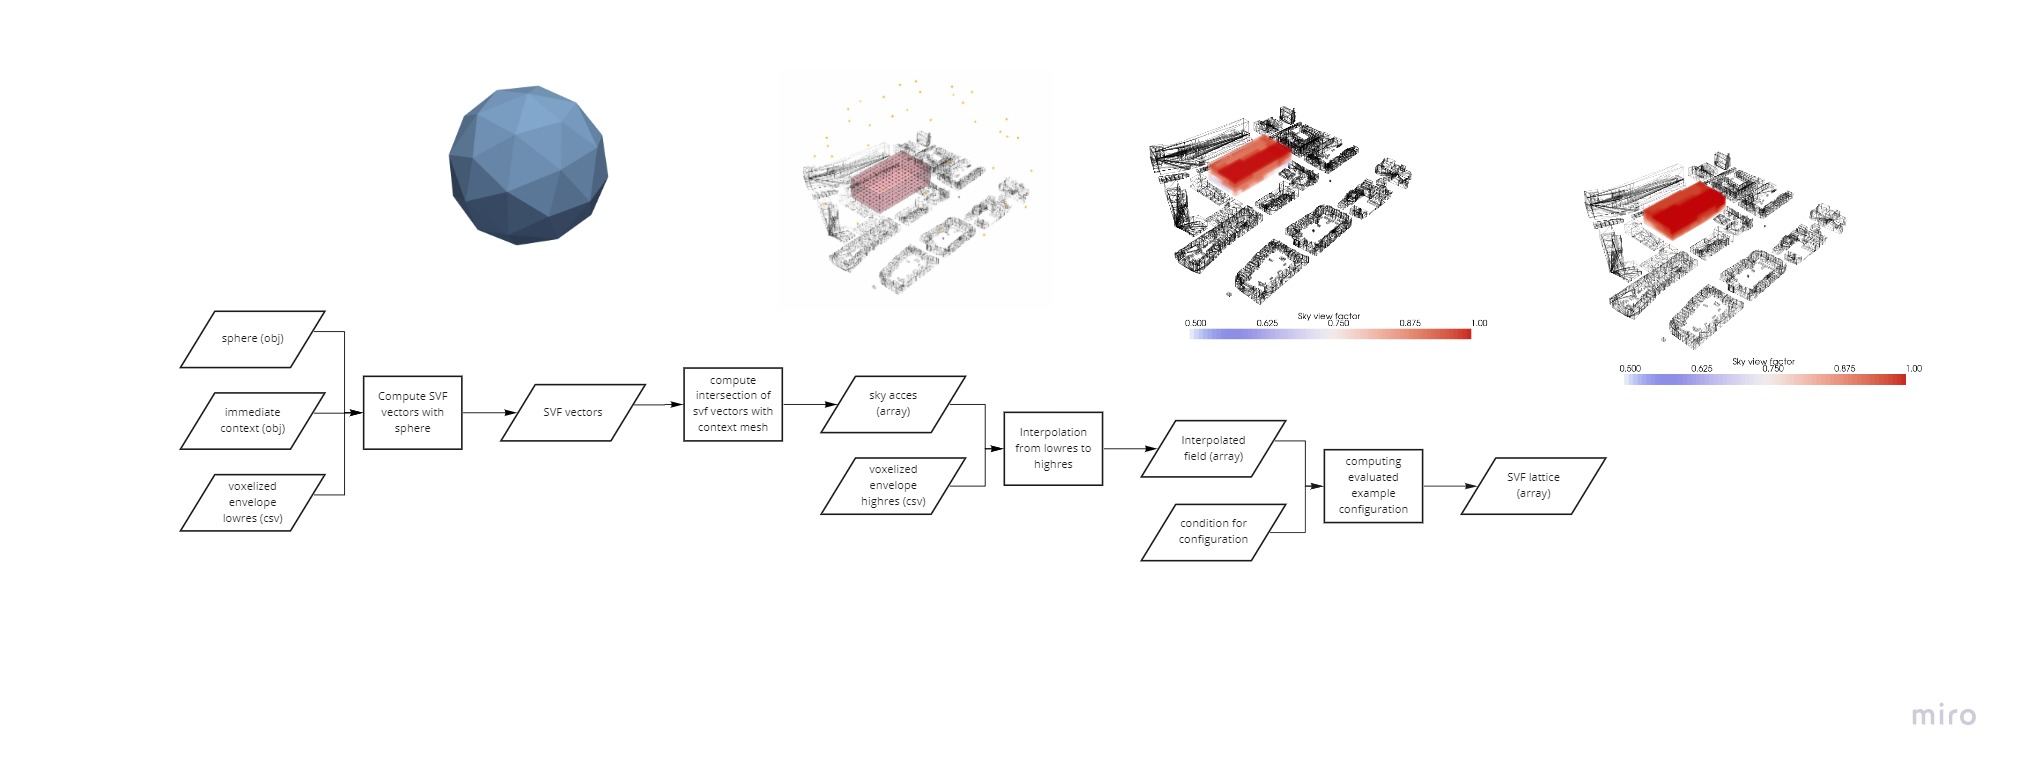 Sky view factor
0.500
0.625
0.750
0.875
1.00
Sky view factor
0.500
0.625
0.750
0.875
1.00
sphere (obj)
immediate
context (obj)
voxelized
envelope
lowres (csv)
Compute SVF
vectors with
sphere
SVF vectors
compute
intersection of
svf vectors with
context mesh
sky acces
(array)
voxelized
envelope
highres (csv)
Interpolation
from lowres to
highres
Interpolated
field (array)
condition for
configuration
computing
evaluated
example
configuration
SVF lattice
(array)
miro